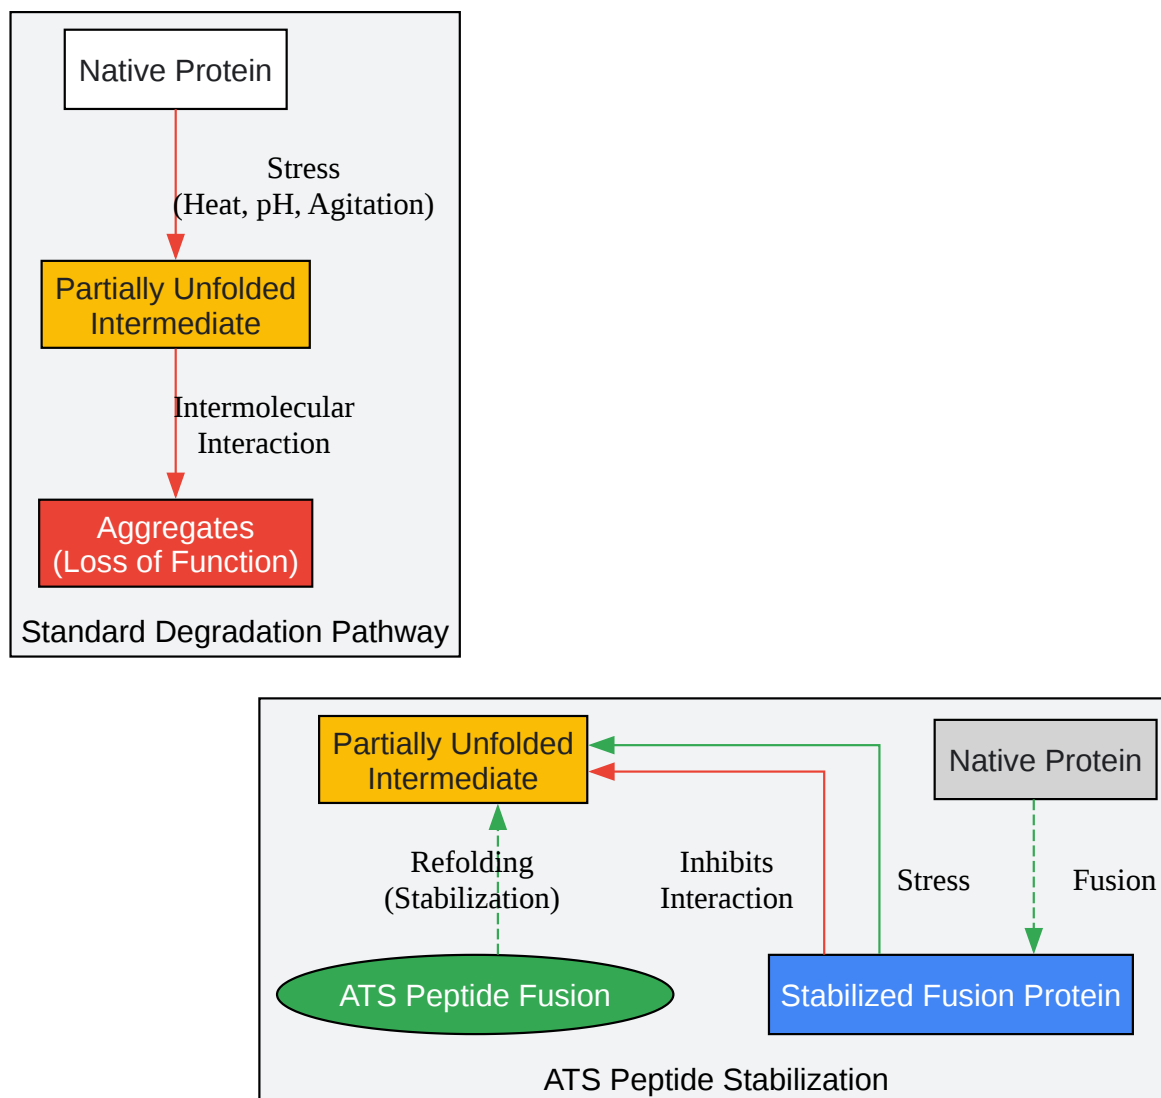 Native Protein
Stress
(Heat, pH, Agitation)
Partially Unfolded
Intermediate
Intermolecular
Interaction
Aggregates
(Loss of Function)
Standard Degradation Pathway
Partially Unfolded
Intermediate
Native Protein
Refolding
(Stabilization)
Inhibits
Interaction
Stress
Fusion
ATS Peptide Fusion
Stabilized Fusion Protein
ATS Peptide Stabilization